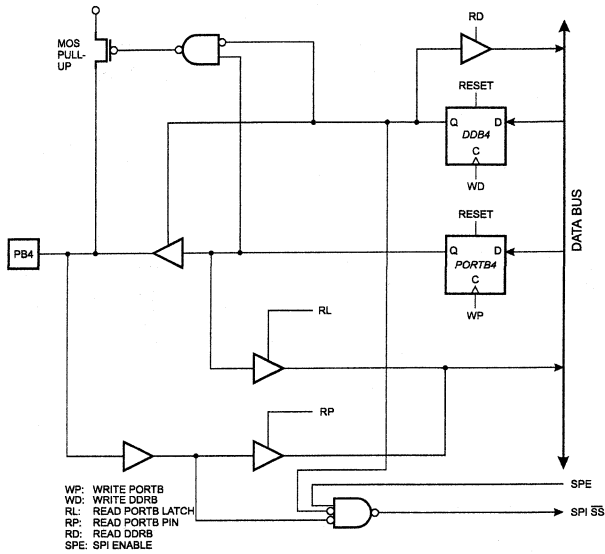 RD
MOS
PULL-
UP
RESET
Q D
DDB4
C
WD
RESET
Q D
PORTB4
C
WP
PB4
DATA BUS
RL
RP
SPE
SPI SS
WP: WRITE PORTB
WD: WRITE DDRB
RL: READ PORTB LATCH
RP: READ PORTB PIN
RD: READ DDRB
SPE: SPI ENABLE